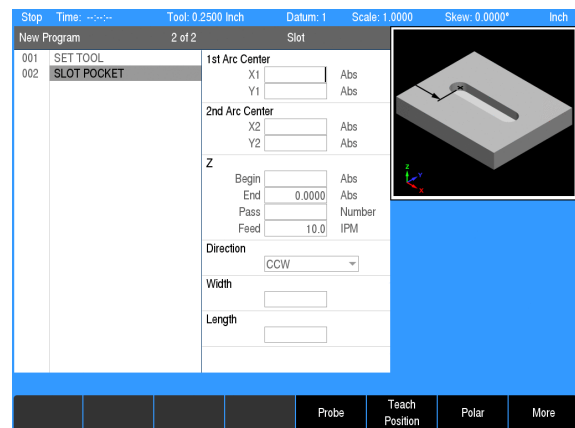 Stop Time: --:--:-- Tool: 0.2500 Inch Datum: 1 Scale: 1.0000 Skew: 0.0000° Inch
New Program 2 of 2 Slot
001 SET TOOL
002 SLOT POCKET
1st Arc Center
X1 Abs
Y1 Abs
2nd Arc Center
X2 Abs
Y2 Abs
Z
Begin Abs
End 0.0000 Abs
Pass Number
Feed 10.0 IPM
Direction
CCW
Width
Length
Z
Y
X
Probe Teach Position Polar More